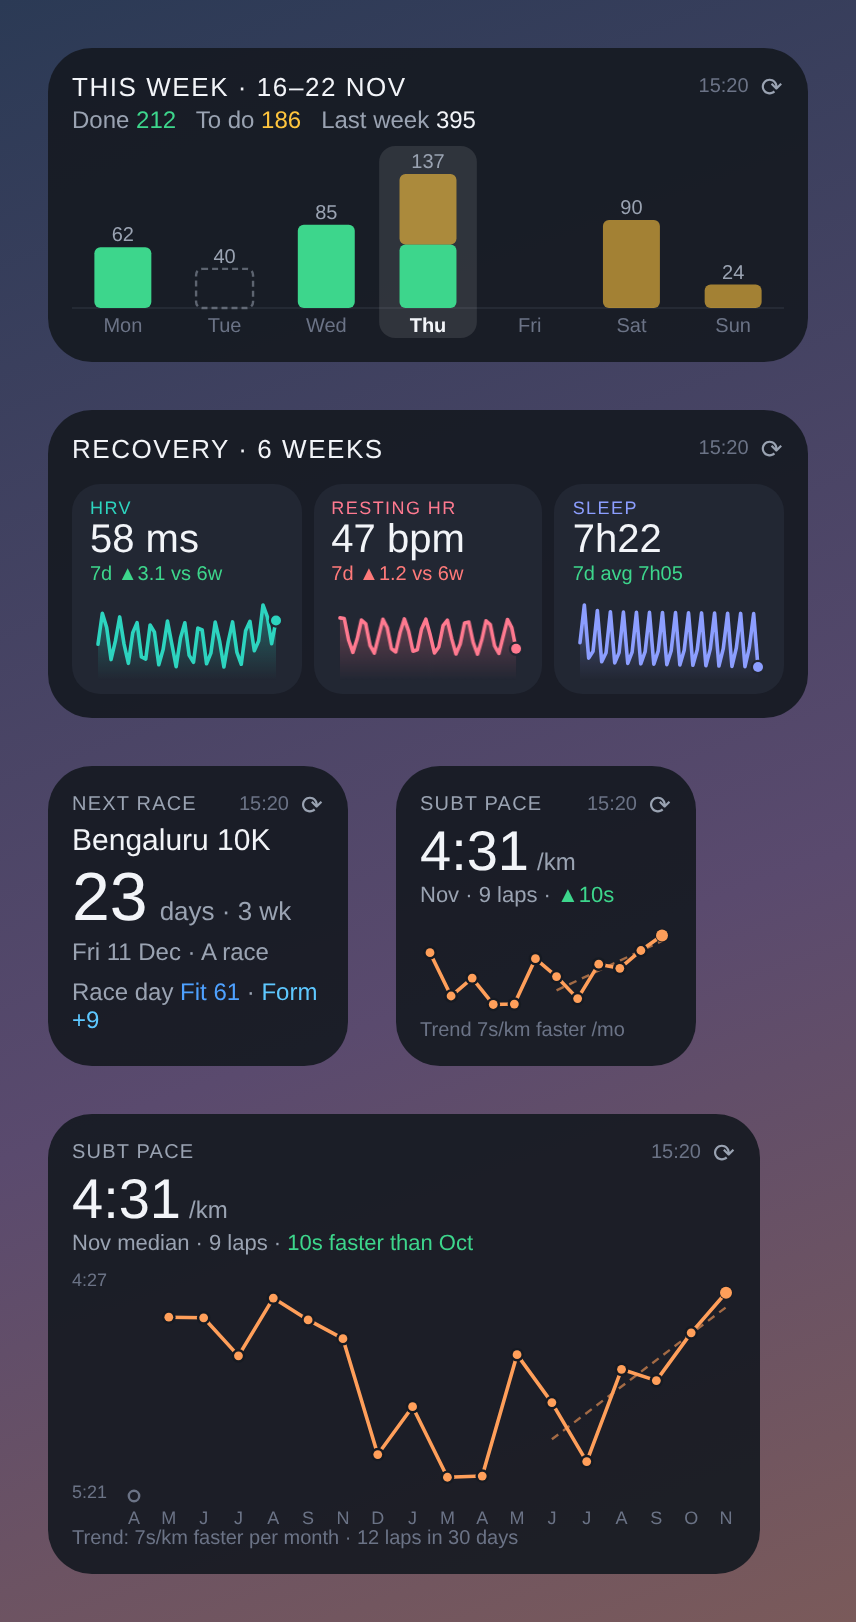 THIS WEEK · 16–22 NOV 15:20 ⟳
Done 212 To do 186 Last week 395
137
90
85
62
40
24
Mon Tue Wed Thu Fri Sat Sun
RECOVERY · 6 WEEKS 15:20 ⟳
HRV
58 ms
7d ▲3.1 vs 6w
RESTING HR
47 bpm
7d ▲1.2 vs 6w
SLEEP
7h22
7d avg 7h05
NEXT RACE 15:20 ⟳
Bengaluru 10K
23 days · 3 wk
Fri 11 Dec · A race
Race day Fit 61 · Form
+9
SUBT PACE 15:20 ⟳
4:31 /km
Nov · 9 laps · ▲10s
Trend 7s/km faster /mo
SUBT PACE 15:20 ⟳
4:31 /km
Nov median · 9 laps · 10s faster than Oct
4:27
5:21
A M J J A S N D J M A M J J A S O N
Trend: 7s/km faster per month · 12 laps in 30 days